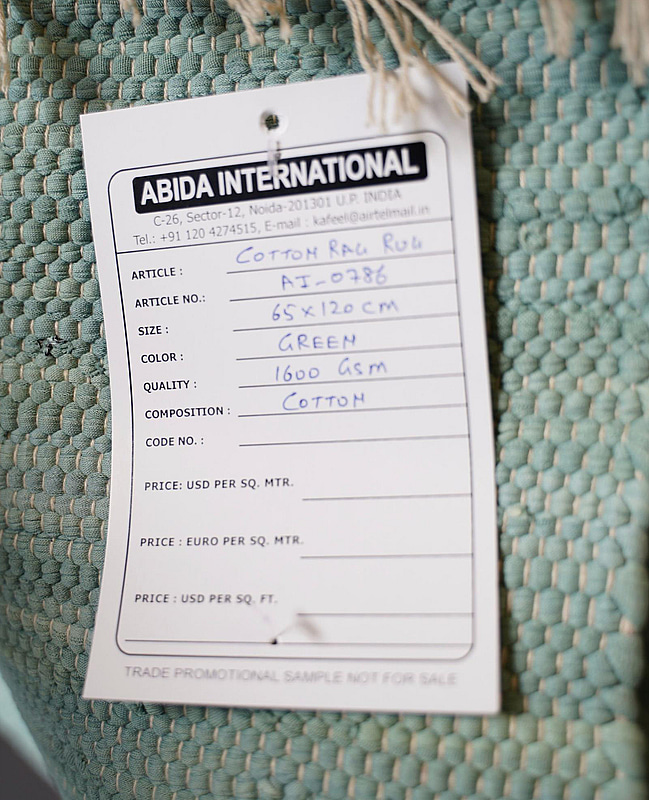 ABIDA INTERNATIONAL
C-26, Sector-12, Noida-201301 U.P. INDIA
Tel.: +91 120 4274515, E-mail : kafeel@airtelmail.in
ARTICLE : COTTON RAG RUG
ARTICLE NO.: AI-0786
SIZE : 65 x 120 cm
COLOR : GREEN
QUALITY : 1600 GSM
COMPOSITION : COTTON
CODE NO. :
PRICE: USD PER SQ. MTR.
PRICE : EURO PER SQ. MTR.
PRICE : USD PER SQ. FT.
TRADE PROMOTIONAL SAMPLE NOT FOR SALE